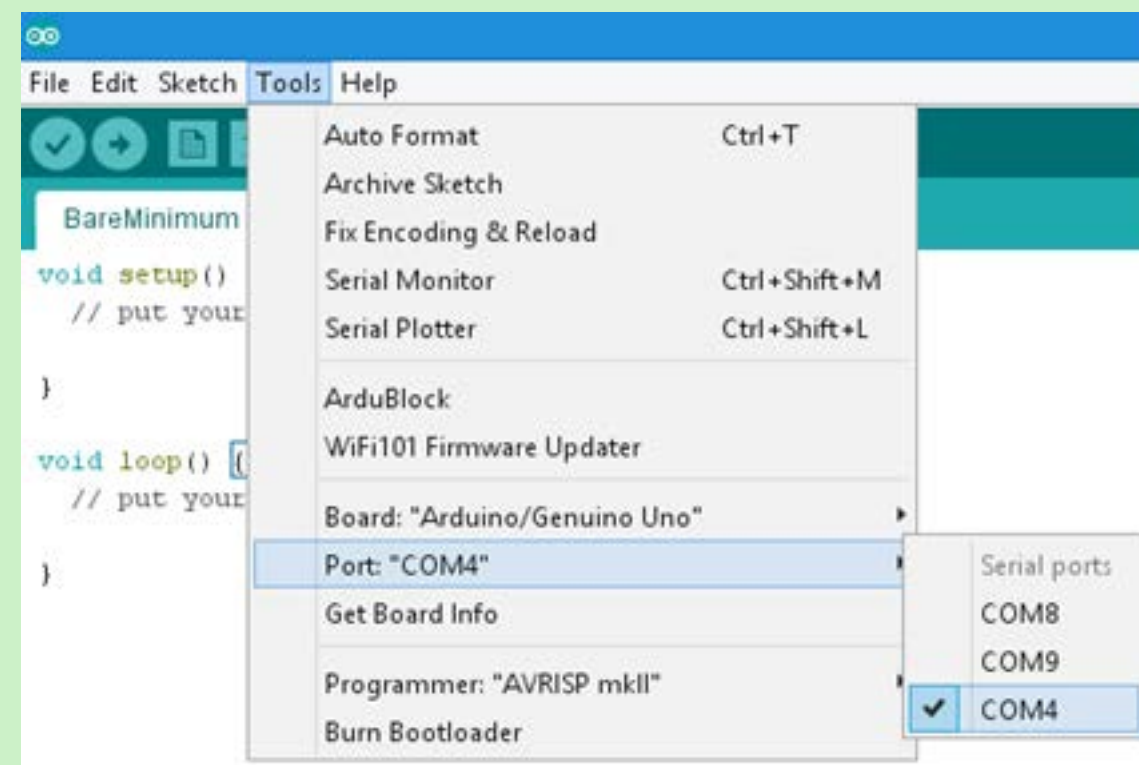 File Edit Sketch Tools Help
Auto Format Ctrl+T
Archive Sketch
Fix Encoding & Reload
Serial Monitor Ctrl+Shift+M
Serial Plotter Ctrl+Shift+L
ArduBlock
WiFi101 Firmware Updater
Board: "Arduino/Genuino Uno"
Port: "COM4"
Get Board Info
Programmer: "AVRISP mkII"
Burn Bootloader
Serial ports
COM8
COM9
COM4
BareMinimum
void setup()
// put your
}
void loop() {
// put your
}